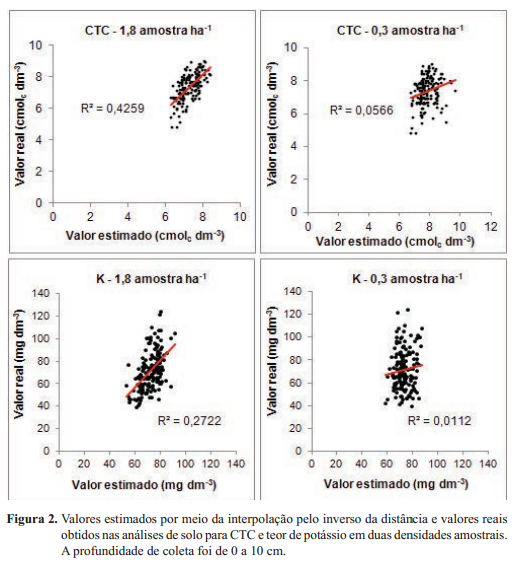 CTC - 1,8 amostra ha⁻¹
Valor real (cmol꜀ dm⁻³)
10
8
6
4
2
0
R² = 0,4259
0 2 4 6 8 10
Valor estimado (cmol꜀ dm⁻³)
CTC - 0,3 amostra ha⁻¹
Valor real (cmol꜀ dm⁻³)
10
8
6
4
2
0
R² = 0,0566
0 2 4 6 8 10 12
Valor estimado (cmol꜀ dm⁻³)
K - 1,8 amostra ha⁻¹
Valor real (mg dm⁻³)
140
120
100
80
60
40
20
0
R² = 0,2722
0 20 40 60 80 100 120 140
Valor estimado (mg dm⁻³)
K - 0,3 amostra ha⁻¹
Valor real (mg dm⁻³)
140
120
100
80
60
40
20
0
R² = 0,0112
0 20 40 60 80 100 120 140
Valor estimado (mg dm⁻³)
Figura 2. Valores estimados por meio da interpolação pelo inverso da distância e valores reais
obtidos nas análises de solo para CTC e teor de potássio em duas densidades amostrais.
A profundidade de coleta foi de 0 a 10 cm.